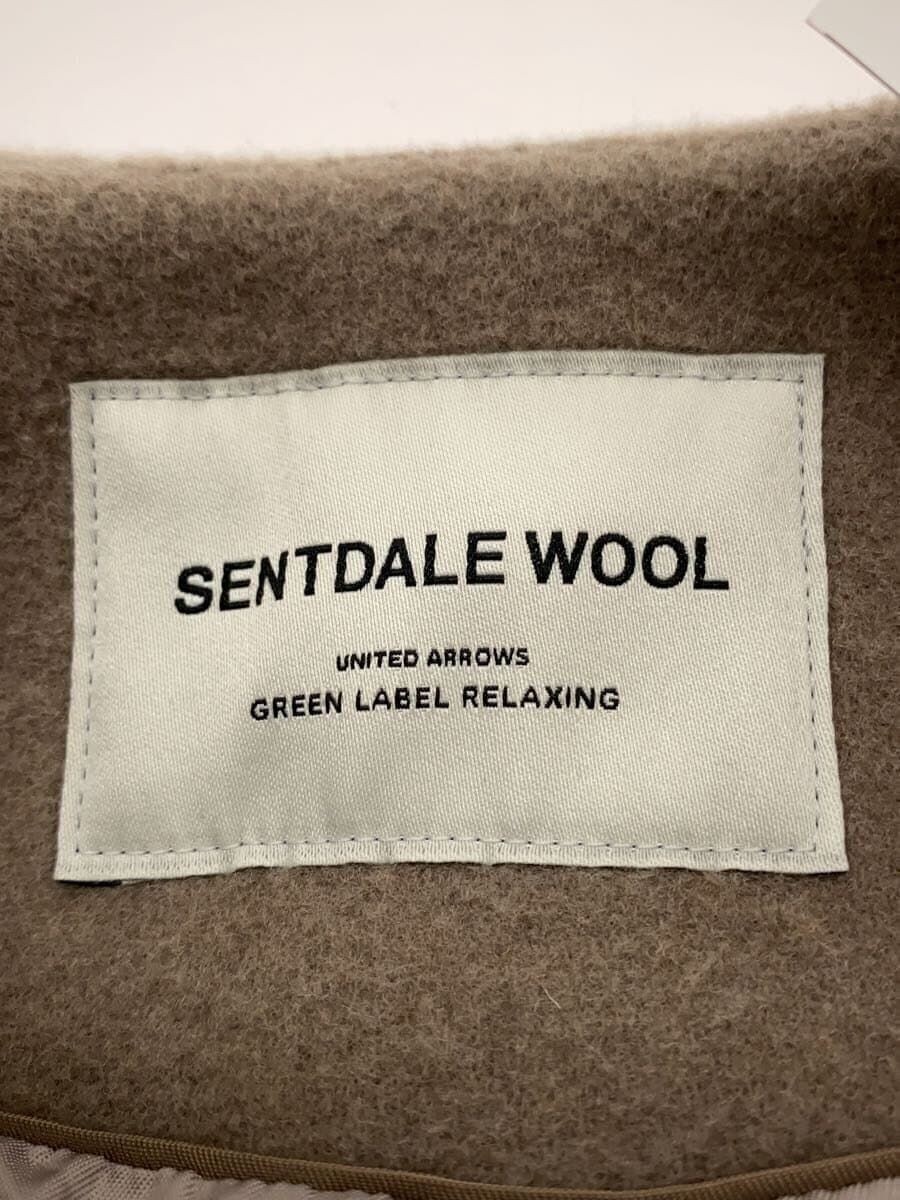 SENTDALE WOOL
UNITED ARROWS
GREEN LABEL RELAXING